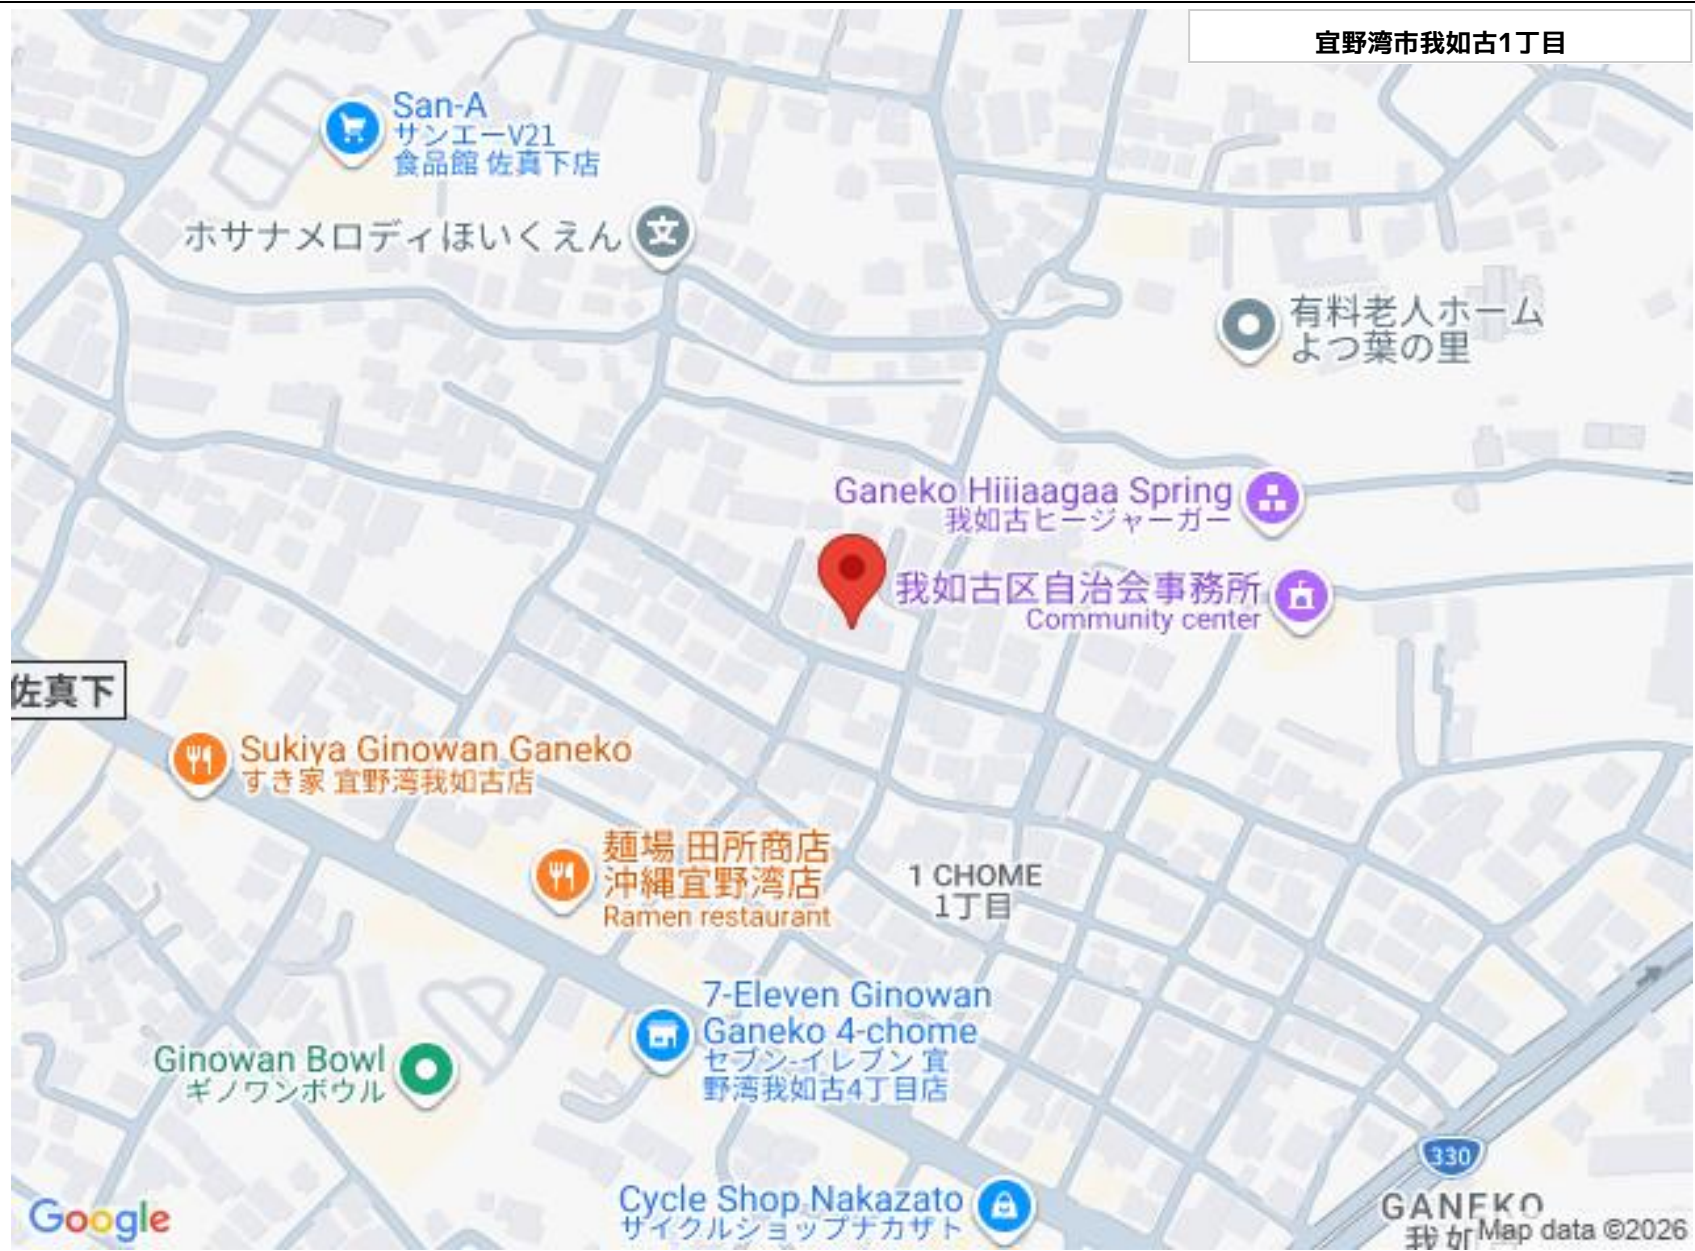 宜野湾市我如古1丁目
San-A
サンエーV21
食品館 佐真下店
ホサナメロディほいくえん
有料老人ホーム
よつ葉の里
Ganeko Hiiiaagaa Spring
我如古ヒージャーガー
我如古区自治会事務所
Community center
佐真下
Sukiya Ginowan Ganeko
すき家 宜野湾我如古店
麺場 田所商店
沖縄宜野湾店
Ramen restaurant
1 CHOME
1丁目
7-Eleven Ginowan
Ganeko 4-chome
セブン-イレブン 宜
野湾我如古4丁目店
Ginowan Bowl
ギノワンボウル
330
Cycle Shop Nakazato
サイクルショップナカザト
GANEKO
我如
Google
Map data ©2026